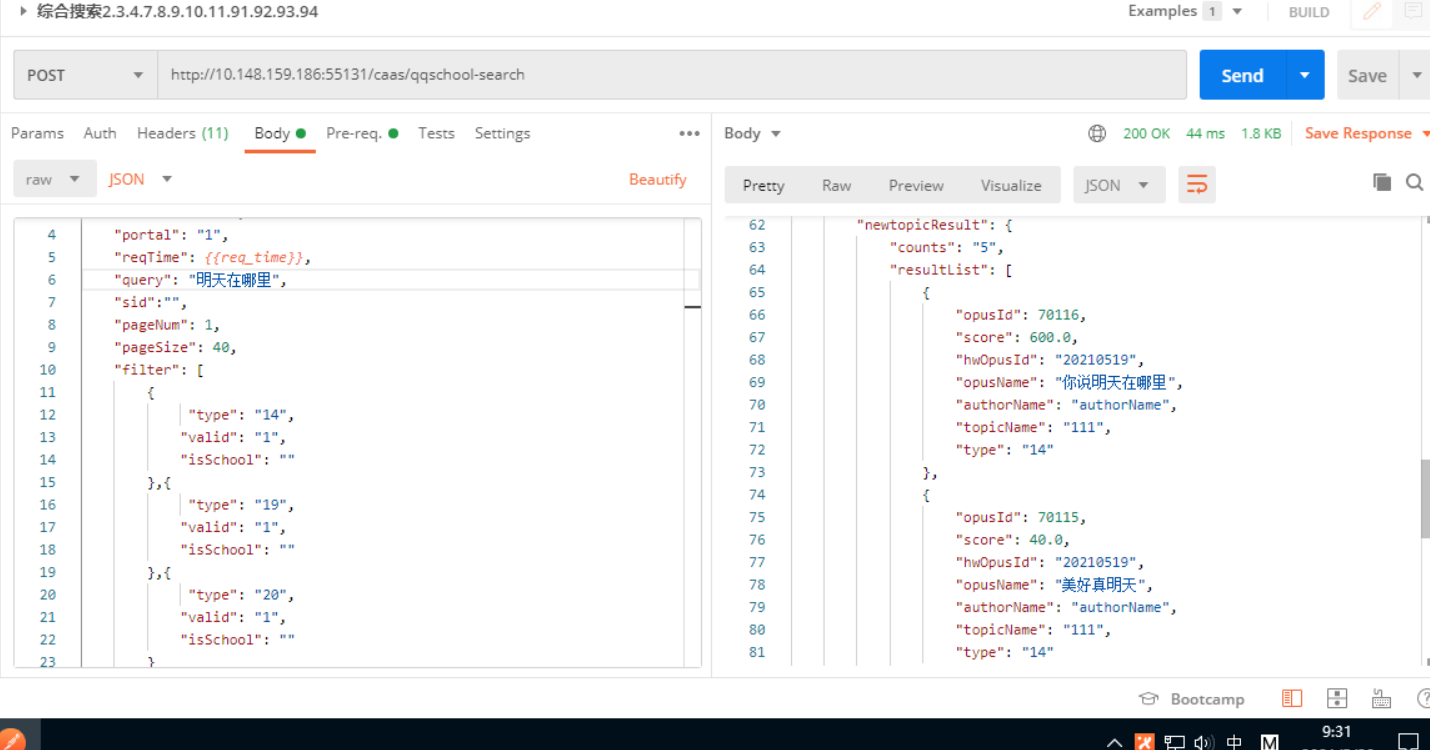 综合搜索2.3.4.7.8.9.10.11.91.92.93.94
Examples 1 BUILD
POST http://10.148.159.186:55131/caas/qqschool-search Send Save
Params Auth Headers (11) Body Pre-req. Tests Settings
raw JSON Beautify
4 "portal": "1",
5 "reqTime": {{req_time}},
6 "query": "明天在哪里",
7 "sid":"",
8 "pageNum": 1,
9 "pageSize": 40,
10 "filter": [
11 {
12 "type": "14",
13 "valid": "1",
14 "isSchool": ""
15 },{
16 "type": "19",
17 "valid": "1",
18 "isSchool": ""
19 },{
20 "type": "20",
21 "valid": "1",
22 "isSchool": ""
23 }
Body 200 OK 44 ms 1.8 KB Save Response
Pretty Raw Preview Visualize JSON
62 "newtopicResult": {
63 "counts": "5",
64 "resultList": [
65 {
66 "opusId": 70116,
67 "score": 600.0,
68 "hwOpusId": "20210519",
69 "opusName": "你说明天在哪里",
70 "authorName": "authorName",
71 "topicName": "111",
72 "type": "14"
73 },
74 {
75 "opusId": 70115,
76 "score": 40.0,
77 "hwOpusId": "20210519",
78 "opusName": "美好真明天",
79 "authorName": "authorName",
80 "topicName": "111",
81 "type": "14"
Bootcamp
中 M 9:31